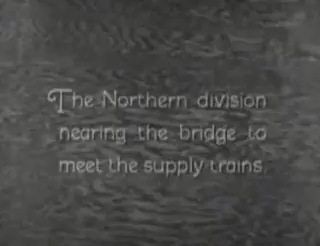 The Northern division
nearing the bridge to
meet the supply trains.